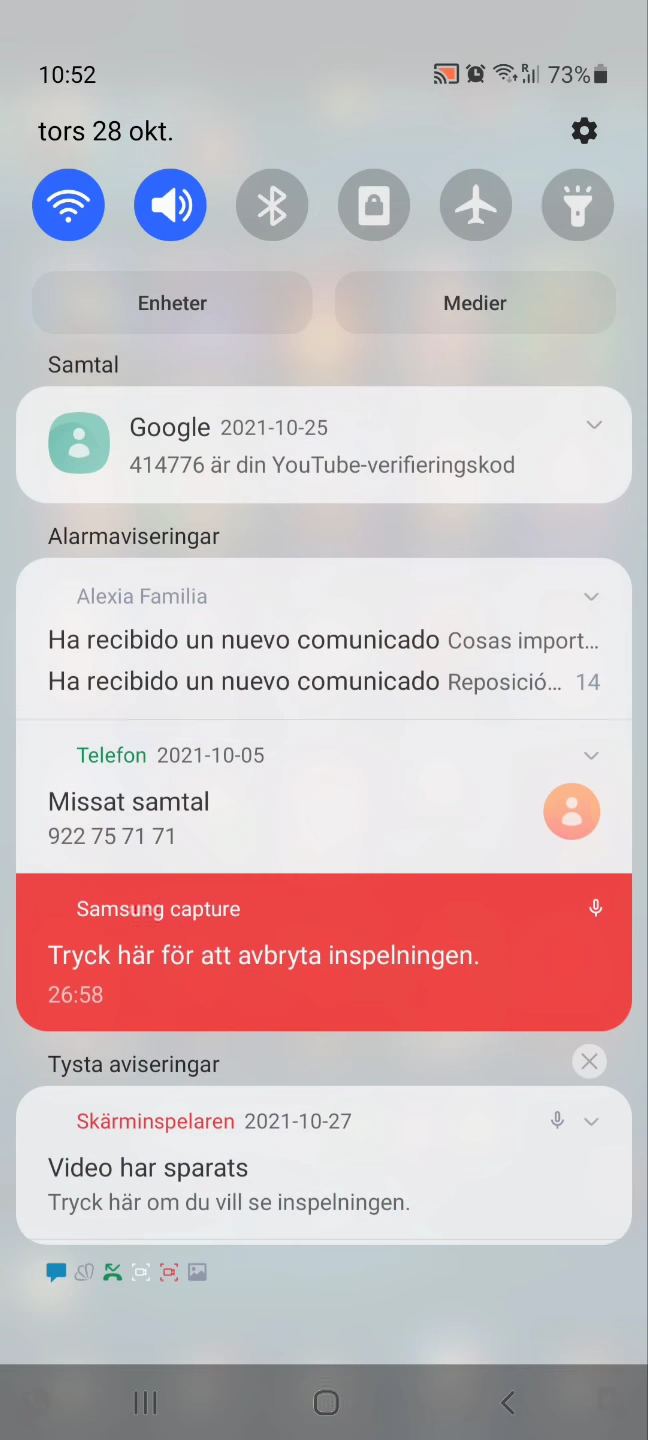 10:52
R
73%
tors 28 okt.
Enheter
Medier
Samtal
Google 2021-10-25
414776 är din YouTube-verifieringskod
Alarmaviseringar
Alexia Familia
Ha recibido un nuevo comunicado Cosas import...
Ha recibido un nuevo comunicado Reposició... 14
Telefon 2021-10-05
Missat samtal
922 75 71 71
Samsung capture
Tryck här för att avbryta inspelningen.
26:58
Tysta aviseringar
Skärminspelaren 2021-10-27
Video har sparats
Tryck här om du vill se inspelningen.